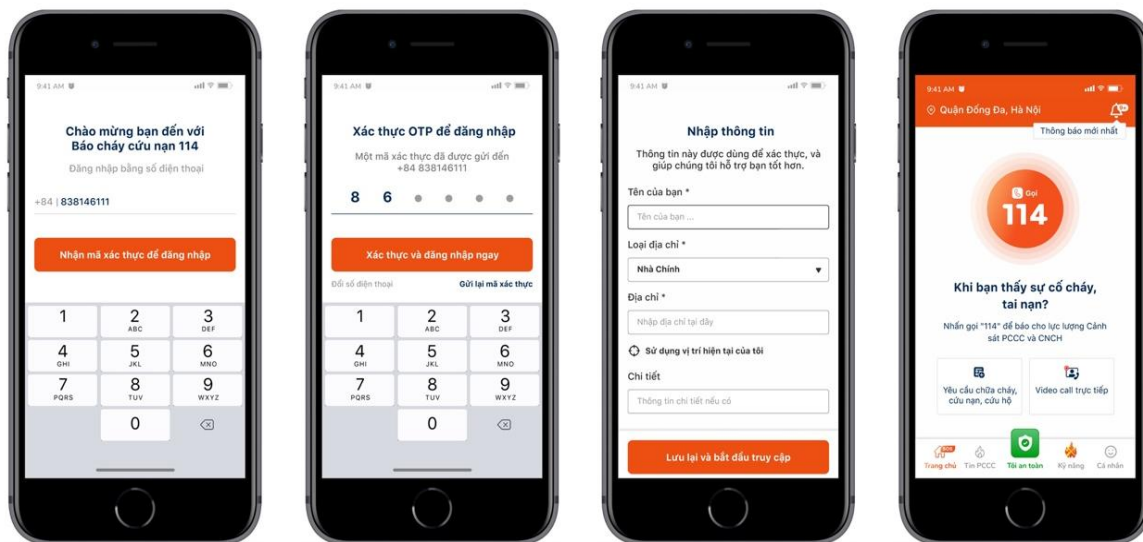 9:41 AM
Chào mừng bạn đến với
Báo cháy cứu nạn 114
Đăng nhập bằng số điện thoại
+84 | 838146111
Nhận mã xác thực để đăng nhập
1
2
ABC
3
DEF
4
GHI
5
JKL
6
MNO
7
PQRS
8
TUV
9
WXYZ
0
9:41 AM
Xác thực OTP để đăng nhập
Một mã xác thực đã được gửi đến
+84 838146111
8 6
Xác thực và đăng nhập ngay
Đổi số điện thoại
Gửi lại mã xác thực
1
2
ABC
3
DEF
4
GHI
5
JKL
6
MNO
7
PQRS
8
TUV
9
WXYZ
0
9:41 AM
Nhập thông tin
Thông tin này được dùng để xác thực, và
giúp chúng tôi hỗ trợ bạn tốt hơn.
Tên của bạn *
Tên của bạn ...
Loại địa chỉ *
Nhà Chính
Địa chỉ *
Nhập địa chỉ tại đây
Sử dụng vị trí hiện tại của tôi
Chi tiết
Thông tin chi tiết nếu có
Lưu lại và bắt đầu truy cập
9:41 AM
Quận Đống Đa, Hà Nội
Thông báo mới nhất
Gọi
114
Khi bạn thấy sự cố cháy,
tai nạn?
Nhấn gọi "114" để báo cho lực lượng Cảnh
sát PCCC và CNCH
Yêu cầu chữa cháy,
cứu nạn, cứu hộ
Video call trực tiếp
SOS
Trang chủ
Tin PCCC
Tôi an toàn
Kỹ năng
Cá nhân